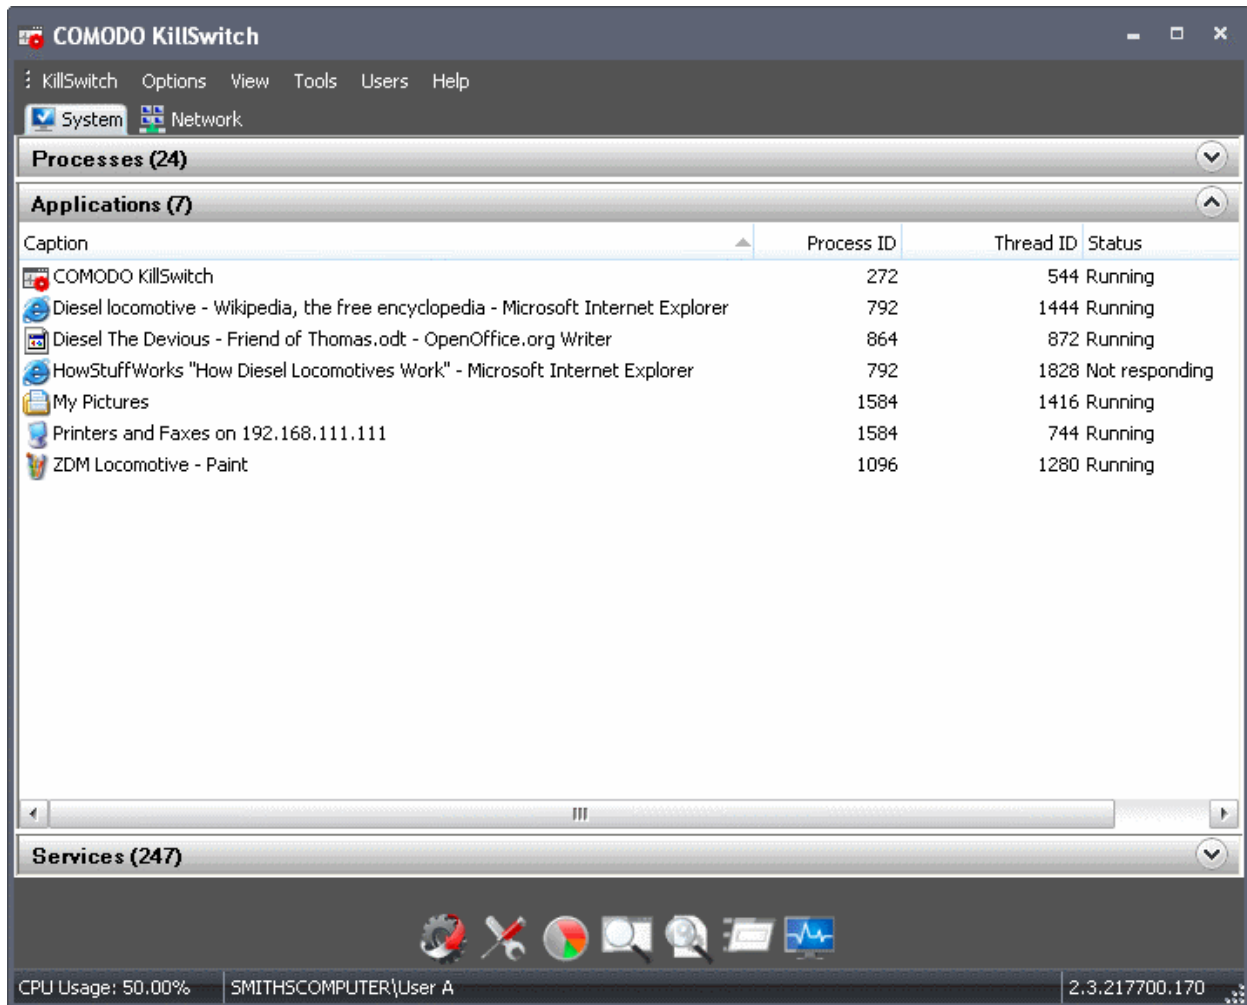 COMODO KillSwitch
KillSwitch Options View Tools Users Help
System Network
Processes (24)
Applications (7)
Caption Process ID Thread ID Status
COMODO KillSwitch 272 544 Running
Diesel locomotive - Wikipedia, the free encyclopedia - Microsoft Internet Explorer 792 1444 Running
Diesel The Devious - Friend of Thomas.odt - OpenOffice.org Writer 864 872 Running
HowStuffWorks "How Diesel Locomotives Work" - Microsoft Internet Explorer 792 1828 Not responding
My Pictures 1584 1416 Running
Printers and Faxes on 192.168.111.111 1584 744 Running
ZDM Locomotive - Paint 1096 1280 Running
Services (247)
CPU Usage: 50.00% SMITHSCOMPUTER\User A 2.3.217700.170